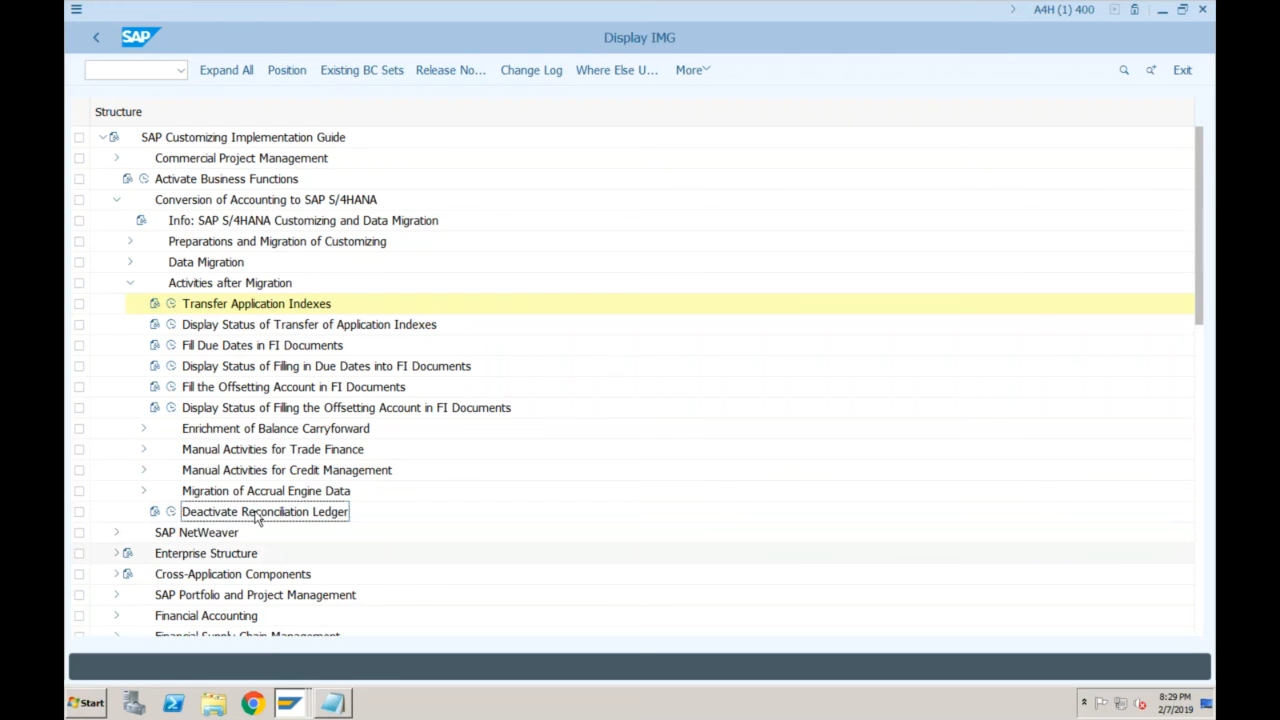 A4H (1) 400
SAP
Display IMG
Expand All Position Existing BC Sets Release No... Change Log Where Else U... More Exit
Structure
SAP Customizing Implementation Guide
Commercial Project Management
Activate Business Functions
Conversion of Accounting to SAP S/4HANA
Info: SAP S/4HANA Customizing and Data Migration
Preparations and Migration of Customizing
Data Migration
Activities after Migration
Transfer Application Indexes
Display Status of Transfer of Application Indexes
Fill Due Dates in FI Documents
Display Status of Filling in Due Dates into FI Documents
Fill the Offsetting Account in FI Documents
Display Status of Filling the Offsetting Account in FI Documents
Enrichment of Balance Carryforward
Manual Activities for Trade Finance
Manual Activities for Credit Management
Migration of Accrual Engine Data
Deactivate Reconciliation Ledger
SAP NetWeaver
Enterprise Structure
Cross-Application Components
SAP Portfolio and Project Management
Financial Accounting
Financial Supply Chain Management
Start
8:29 PM
2/7/2019